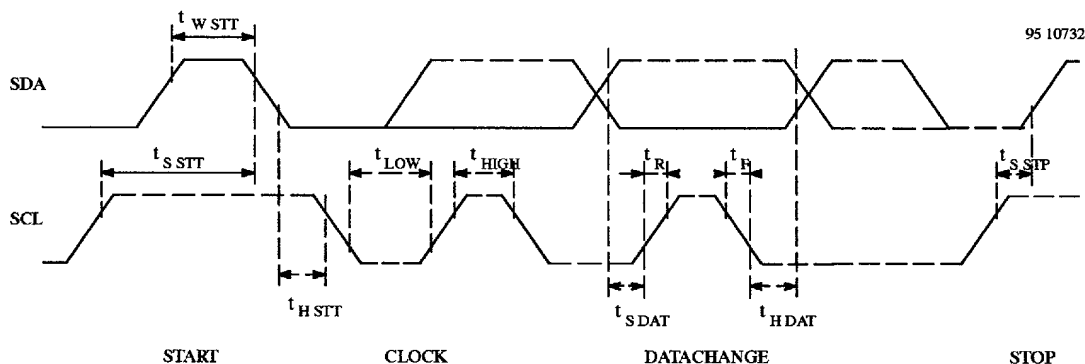 t W STT
95 10732
SDA
t S STT
t LOW
t HIGH
t R
t F
t S STP
SCL
t H STT
t S DAT
t H DAT
START CLOCK DATACHANGE STOP